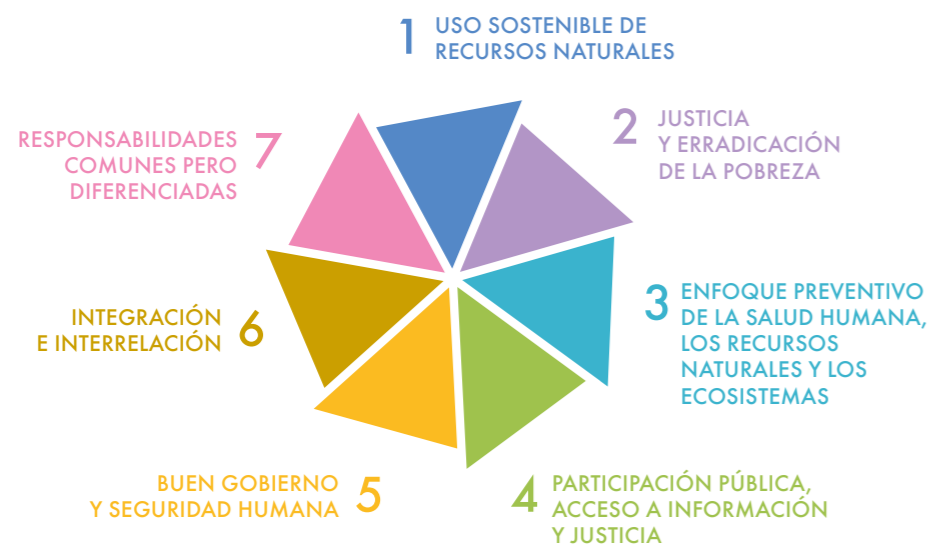 1 USO SOSTENIBLE DE
RECURSOS NATURALES
2 JUSTICIA
Y ERRADICACIÓN
DE LA POBREZA
3 ENFOQUE PREVENTIVO
DE LA SALUD HUMANA,
LOS RECURSOS
NATURALES Y LOS
ECOSISTEMAS
4 PARTICIPACIÓN PÚBLICA,
ACCESO A INFORMACIÓN
Y JUSTICIA
BUEN GOBIERNO
Y SEGURIDAD HUMANA 5
INTEGRACIÓN
E INTERRELACIÓN 6
RESPONSABILIDADES
COMUNES PERO 7
DIFERENCIADAS